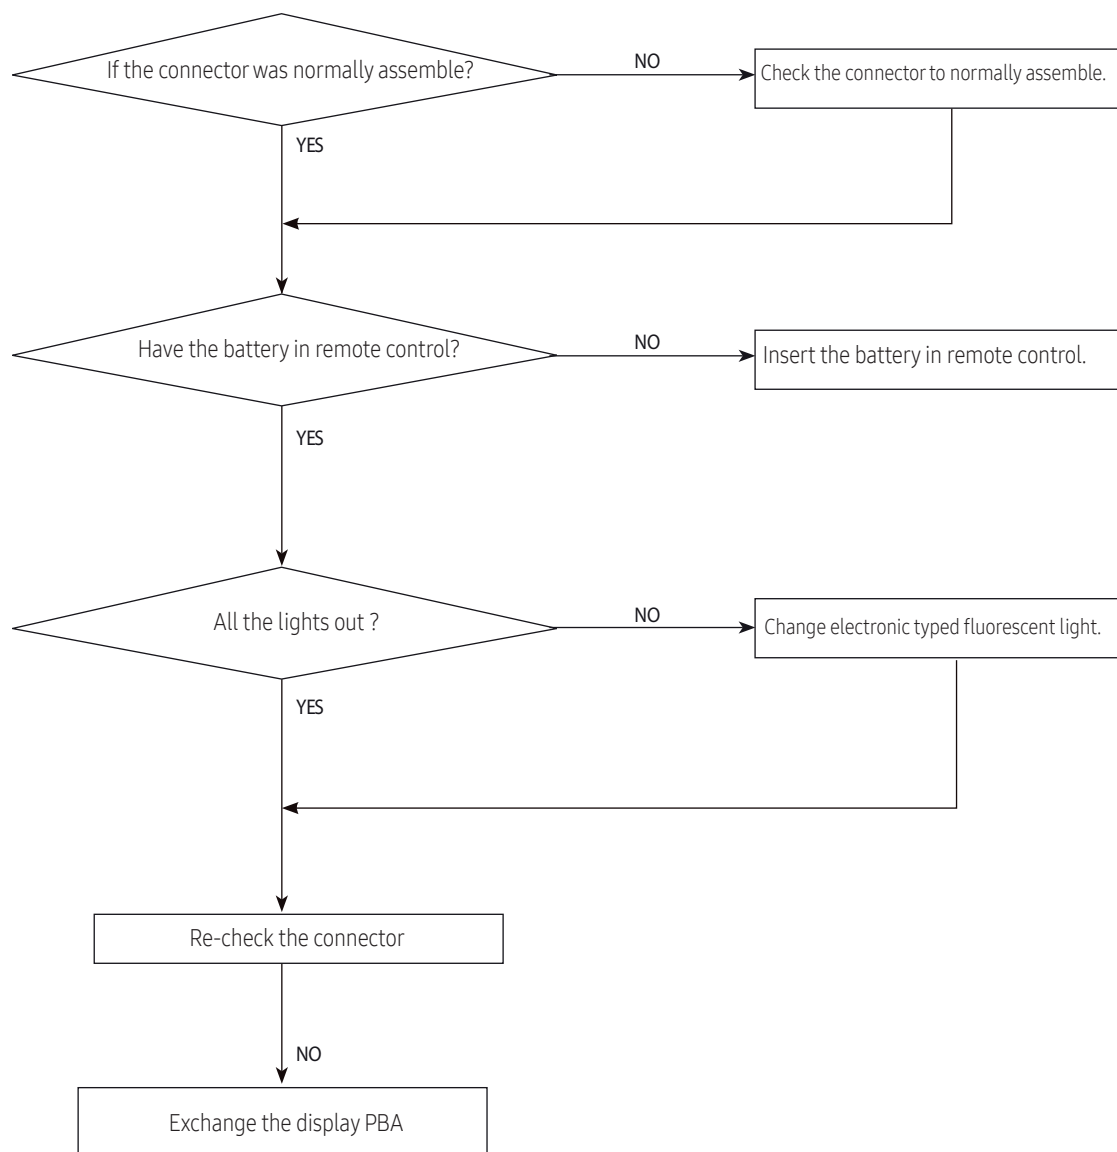 If the connector was normally assemble?
NO
Check the connector to normally assemble.
YES
Have the battery in remote control?
NO
Insert the battery in remote control.
YES
All the lights out ?
NO
Change electronic typed fluorescent light.
YES
Re-check the connector
NO
Exchange the display PBA